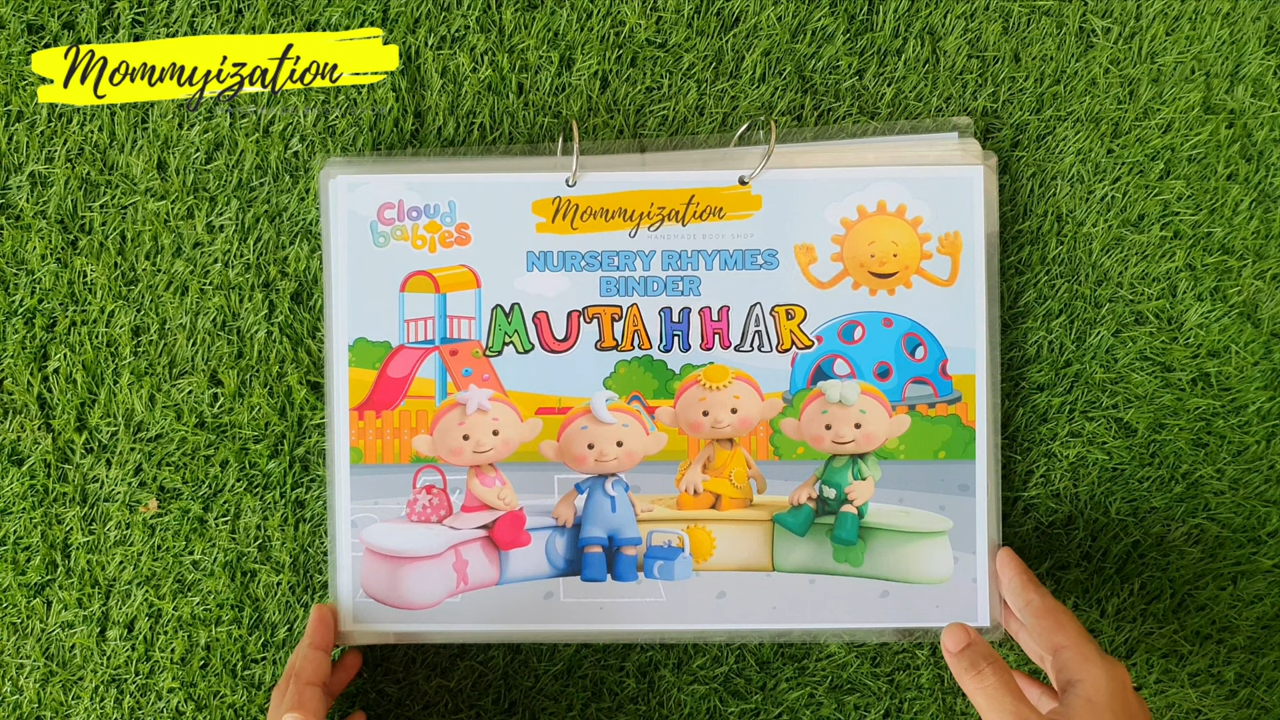 Mommyization
Cloud
babies
Mommyization
HANDMADE BOOK SHOP
NURSERY RHYMES
BINDER
MUTAHHAR